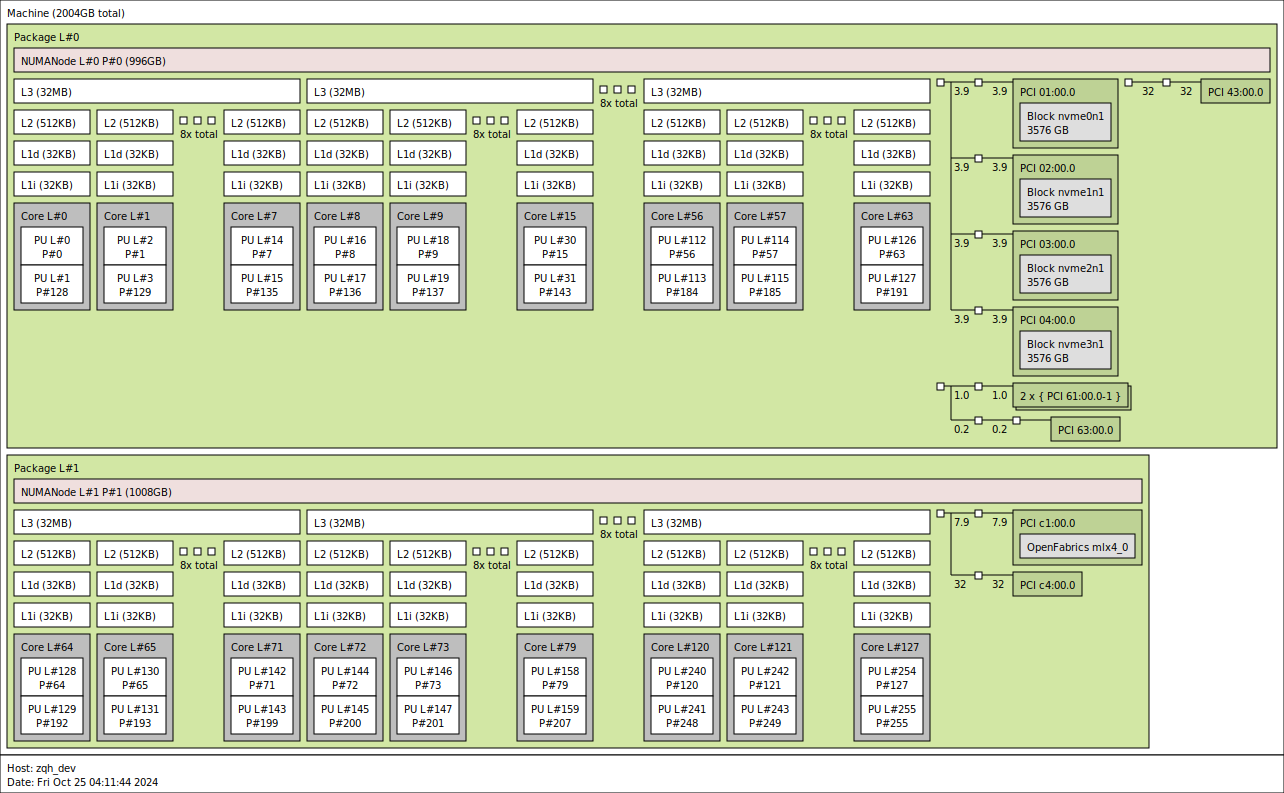 Machine (2004GB total)
Package L#0
NUMANode L#0 P#0 (996GB)
L3 (32MB) L3 (32MB) 8x total L3 (32MB)
L2 (512KB) L2 (512KB) 8x total L2 (512KB) L2 (512KB) L2 (512KB) 8x total L2 (512KB) L2 (512KB) L2 (512KB) 8x total L2 (512KB)
L1d (32KB) L1d (32KB) L1d (32KB) L1d (32KB) L1d (32KB) L1d (32KB) L1d (32KB) L1d (32KB) L1d (32KB)
L1i (32KB) L1i (32KB) L1i (32KB) L1i (32KB) L1i (32KB) L1i (32KB) L1i (32KB) L1i (32KB) L1i (32KB)
Core L#0 Core L#1 Core L#7 Core L#8 Core L#9 Core L#15 Core L#56 Core L#57 Core L#63
PU L#0 PU L#2 PU L#14 PU L#16 PU L#18 PU L#30 PU L#112 PU L#114 PU L#126
P#0 P#1 P#7 P#8 P#9 P#15 P#56 P#57 P#63
PU L#1 PU L#3 PU L#15 PU L#17 PU L#19 PU L#31 PU L#113 PU L#115 PU L#127
P#128 P#129 P#135 P#136 P#137 P#143 P#184 P#185 P#191
3.9 3.9 PCI 01:00.0 32 32 PCI 43:00.0
Block nvme0n1
3576 GB
3.9 3.9 PCI 02:00.0
Block nvme1n1
3576 GB
3.9 3.9 PCI 03:00.0
Block nvme2n1
3576 GB
3.9 3.9 PCI 04:00.0
Block nvme3n1
3576 GB
1.0 1.0 2 x { PCI 61:00.0-1 }
0.2 0.2 PCI 63:00.0
Package L#1
NUMANode L#1 P#1 (1008GB)
L3 (32MB) L3 (32MB) 8x total L3 (32MB)
L2 (512KB) L2 (512KB) 8x total L2 (512KB) L2 (512KB) L2 (512KB) 8x total L2 (512KB) L2 (512KB) L2 (512KB) 8x total L2 (512KB)
L1d (32KB) L1d (32KB) L1d (32KB) L1d (32KB) L1d (32KB) L1d (32KB) L1d (32KB) L1d (32KB) L1d (32KB)
L1i (32KB) L1i (32KB) L1i (32KB) L1i (32KB) L1i (32KB) L1i (32KB) L1i (32KB) L1i (32KB) L1i (32KB)
Core L#64 Core L#65 Core L#71 Core L#72 Core L#73 Core L#79 Core L#120 Core L#121 Core L#127
PU L#128 PU L#130 PU L#142 PU L#144 PU L#146 PU L#158 PU L#240 PU L#242 PU L#254
P#64 P#65 P#71 P#72 P#73 P#79 P#120 P#121 P#127
PU L#129 PU L#131 PU L#143 PU L#145 PU L#147 PU L#159 PU L#241 PU L#243 PU L#255
P#192 P#193 P#199 P#200 P#201 P#207 P#248 P#249 P#255
7.9 7.9 PCI c1:00.0
OpenFabrics mlx4_0
32 32 PCI c4:00.0
Host: zqh_dev
Date: Fri Oct 25 04:11:44 2024